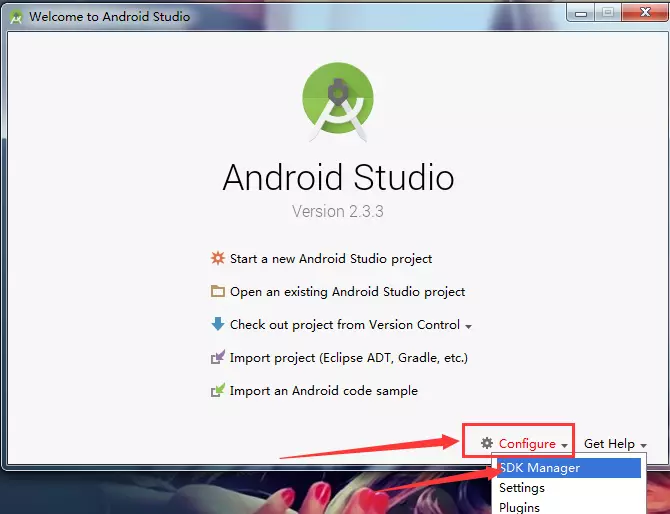 Welcome to Android Studio
Android Studio
Version 2.3.3
Start a new Android Studio project
Open an existing Android Studio project
Check out project from Version Control
Import project (Eclipse ADT, Gradle, etc.)
Import an Android code sample
Configure Get Help
SDK Manager
Settings
Plugins